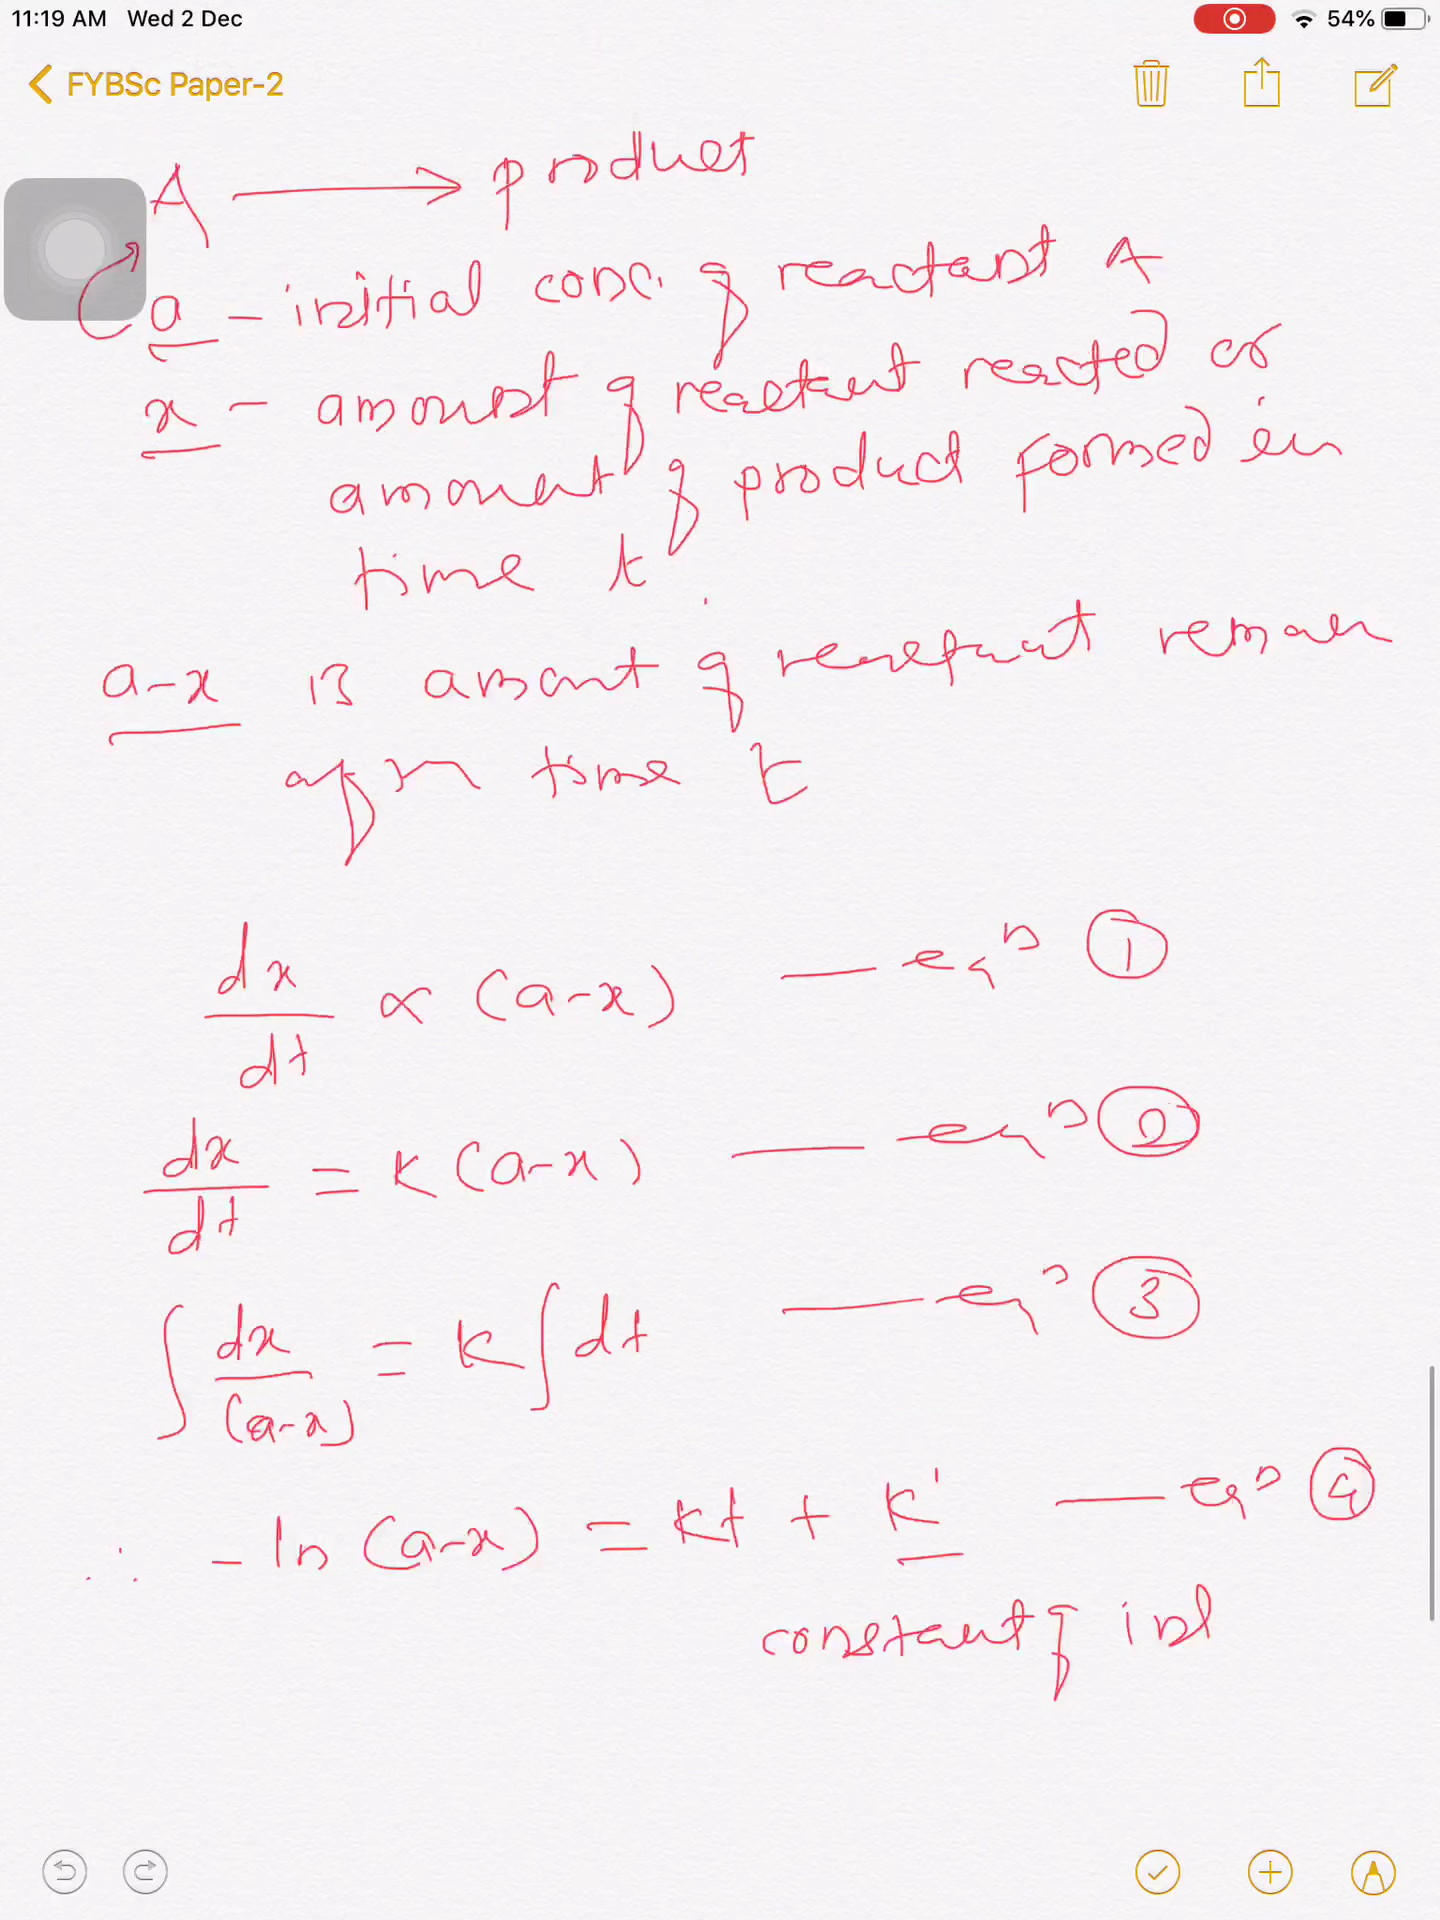 11:19 AM Wed 2 Dec
54%
FYBSc Paper-2
A → product
a - initial conc. of reactant A
x - amount of reactant reacted or
amount of product formed in
time t
a-x is amount of reactant remain
after time t
dx/dt ∝ (a-x) — eqn ①
dx/dt = K (a-x) — eqn ②
∫ dx/(a-x) = K ∫ dt — eqn ③
∴ - ln (a-x) = Kt + K' — eqn ④
constant of int